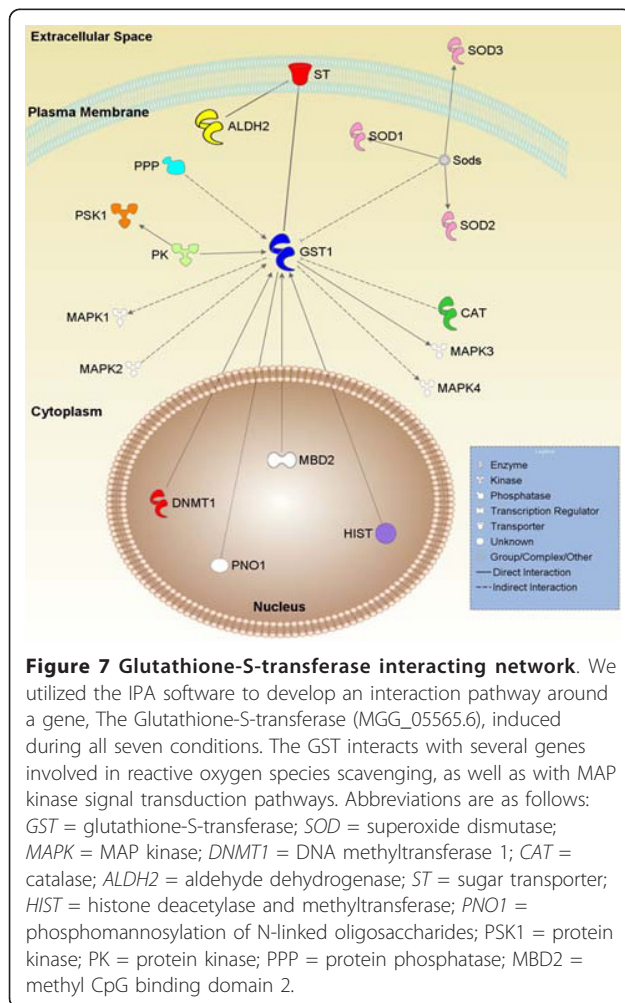 Extracellular Space
SOD3
ST
Plasma Membrane
ALDH2
SOD1
Sods
PPP
PSK1
SOD2
PK
GST1
CAT
MAPK1
MAPK3
MAPK2
MAPK4
Cytoplasm
MBD2
DNMT1
HIST
PNO1
Nucleus
Legend
Enzyme
Kinase
Phosphatase
Transcription Regulator
Transporter
Unknown
Group/Complex/Other
Direct Interaction
Indirect Interaction
Figure 7 Glutathione-S-transferase interacting network. We
utilized the IPA software to develop an interaction pathway around
a gene, The Glutathione-S-transferase (MGG_05565.6), induced
during all seven conditions. The GST interacts with several genes
involved in reactive oxygen species scavenging, as well as with MAP
kinase signal transduction pathways. Abbreviations are as follows:
GST = glutathione-S-transferase; SOD = superoxide dismutase;
MAPK = MAP kinase; DNMT1 = DNA methyltransferase 1; CAT =
catalase; ALDH2 = aldehyde dehydrogenase; ST = sugar transporter;
HIST = histone deacetylase and methyltransferase; PNO1 =
phosphomannosylation of N-linked oligosaccharides; PSK1 = protein
kinase; PK = protein kinase; PPP = protein phosphatase; MBD2 =
methyl CpG binding domain 2.